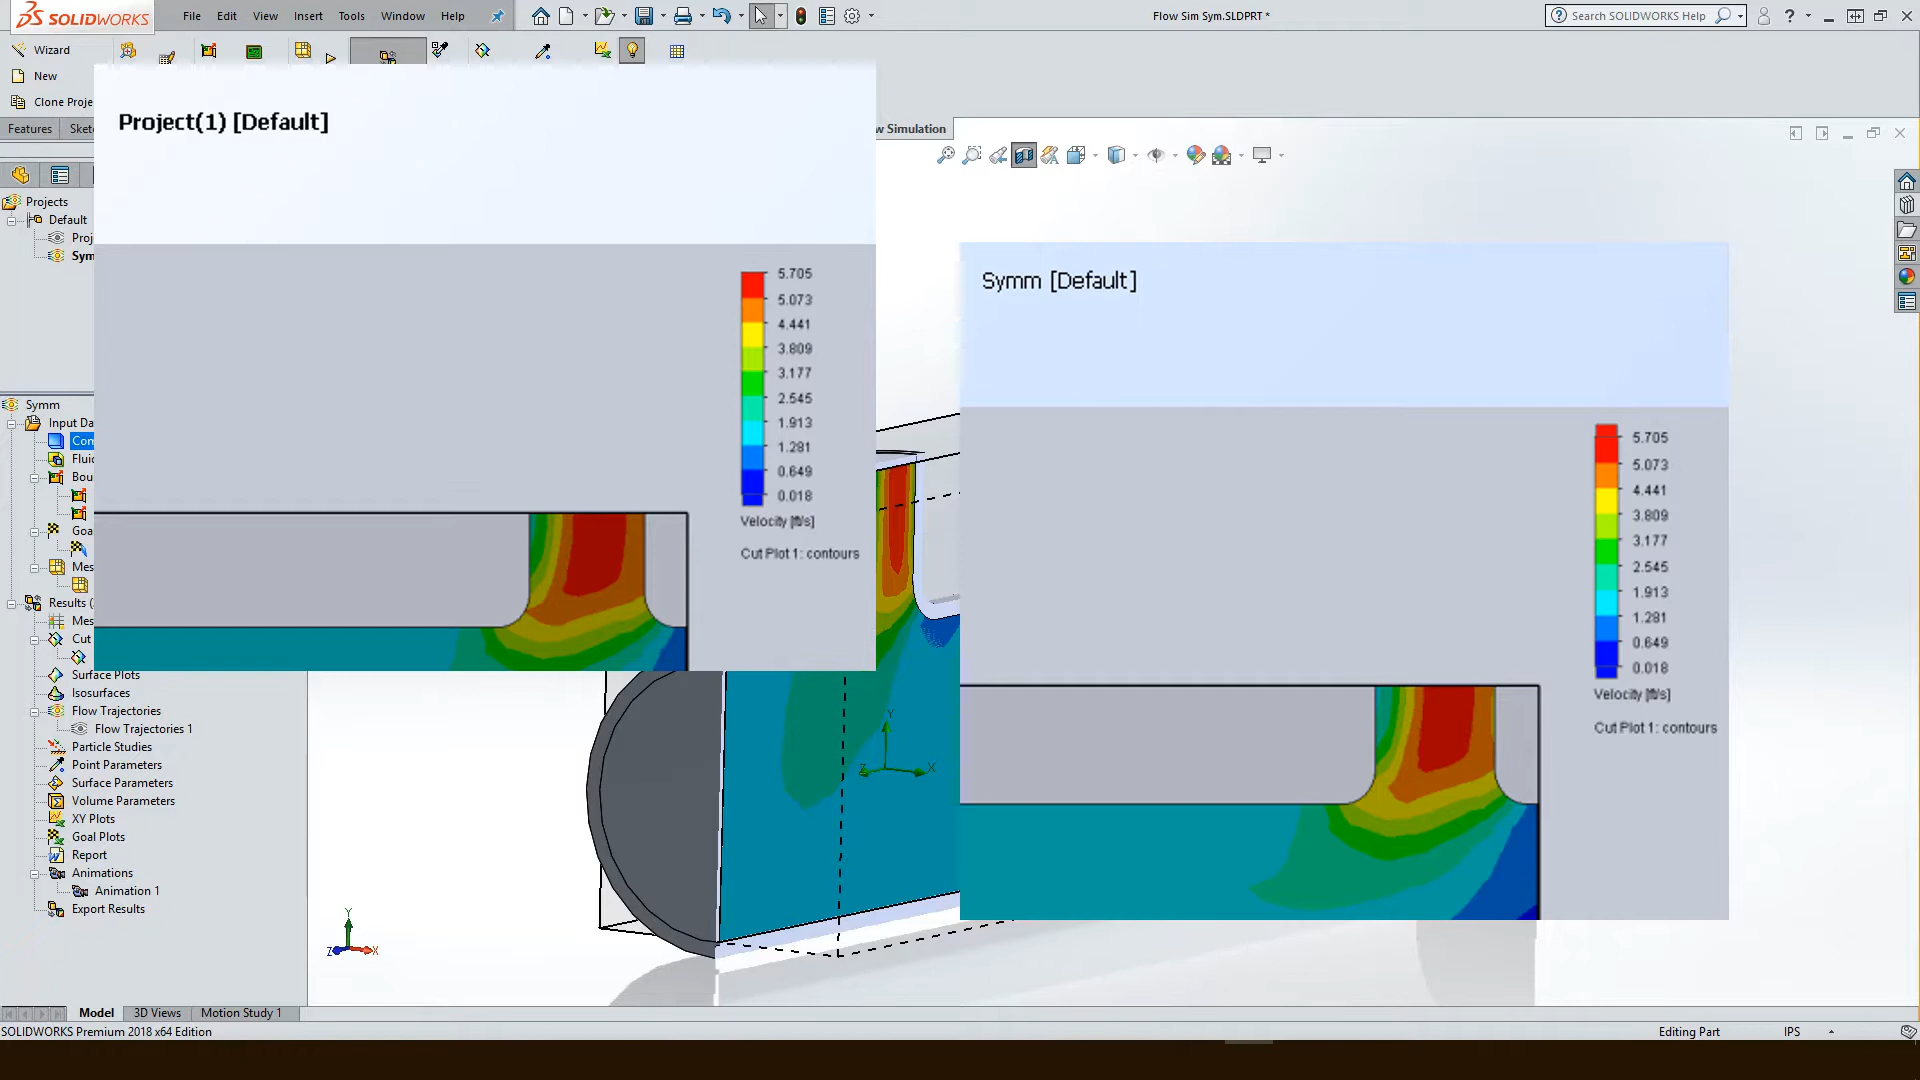 SOLIDWORKS
File Edit View Insert Tools Window Help
Flow Sim Sym.SLDPRT *
Search SOLIDWORKS Help
Wizard
New
Clone Proje
Features
Sket
w Simulation
Projects
Default
Proj
Sym
Symm
Input Da
Com
Fluid
Bou
Goa
Mes
Results (
Mes
Cut
Surface Plots
Isosurfaces
Flow Trajectories
Flow Trajectories 1
Particle Studies
Point Parameters
Surface Parameters
Volume Parameters
XY Plots
Goal Plots
Report
Animations
Animation 1
Export Results
Project(1) [Default]
5.705
5.073
4.441
3.809
3.177
2.545
1.913
1.281
0.649
0.018
Velocity [ft/s]
Cut Plot 1: contours
Symm [Default]
5.705
5.073
4.441
3.809
3.177
2.545
1.913
1.281
0.649
0.018
Velocity [ft/s]
Cut Plot 1: contours
Y
Z
X
Y
Z
X
Model
3D Views
Motion Study 1
SOLIDWORKS Premium 2018 x64 Edition
Editing Part
IPS